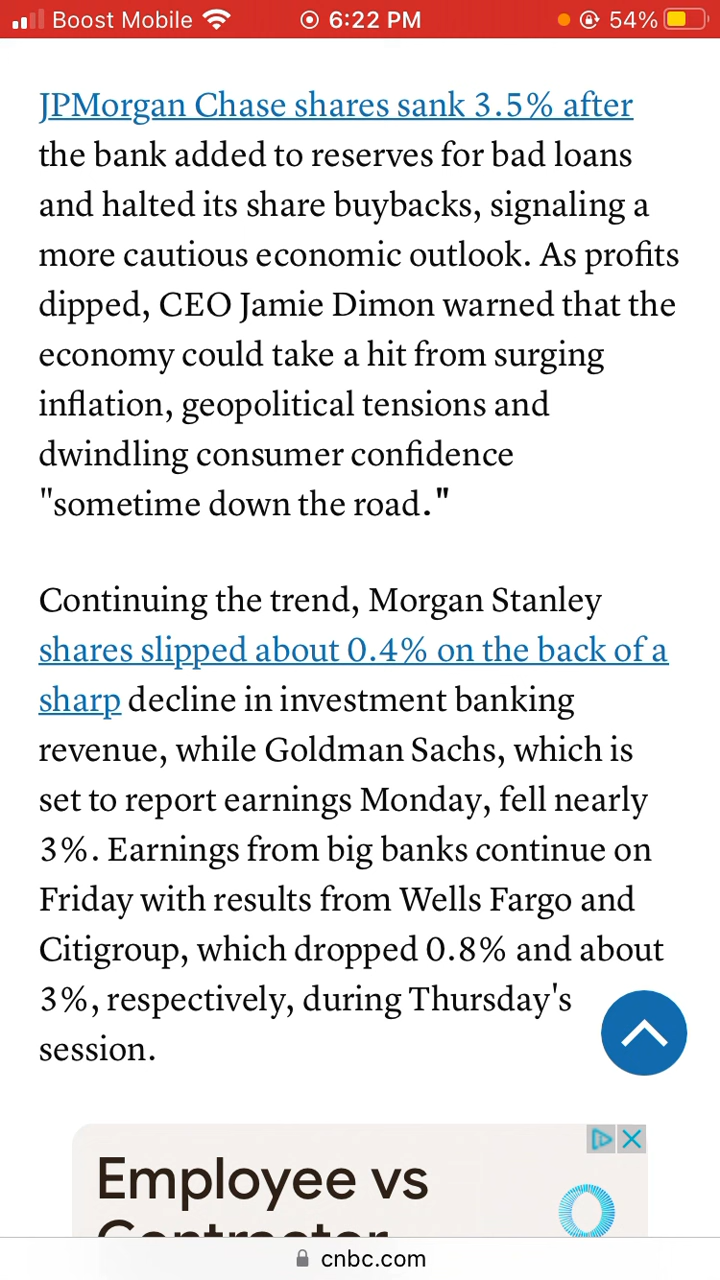 Boost Mobile 6:22 PM 54%
JPMorgan Chase shares sank 3.5% after
the bank added to reserves for bad loans
and halted its share buybacks, signaling a
more cautious economic outlook. As profits
dipped, CEO Jamie Dimon warned that the
economy could take a hit from surging
inflation, geopolitical tensions and
dwindling consumer confidence
"sometime down the road."
Continuing the trend, Morgan Stanley
shares slipped about 0.4% on the back of a
sharp decline in investment banking
revenue, while Goldman Sachs, which is
set to report earnings Monday, fell nearly
3%. Earnings from big banks continue on
Friday with results from Wells Fargo and
Citigroup, which dropped 0.8% and about
3%, respectively, during Thursday's
session.
Employee vs
Contractor
cnbc.com